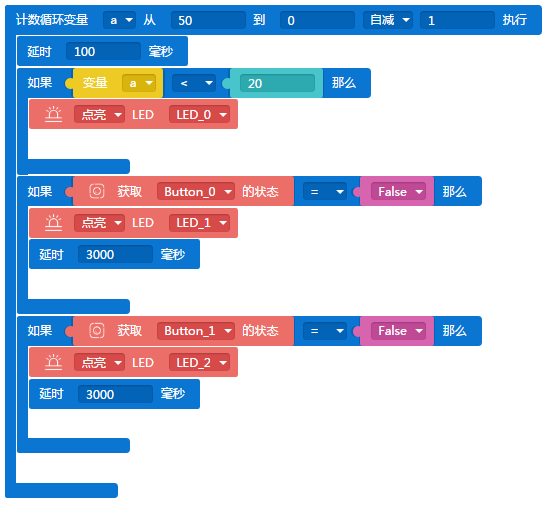 计数循环变量 a 从 50 到 0 自减 1 执行
延时 100 毫秒
如果 变量 a < 20 那么
点亮 LED LED_0
如果 获取 Button_0 的状态 = False 那么
点亮 LED LED_1
延时 3000 毫秒
如果 获取 Button_1 的状态 = False 那么
点亮 LED LED_2
延时 3000 毫秒